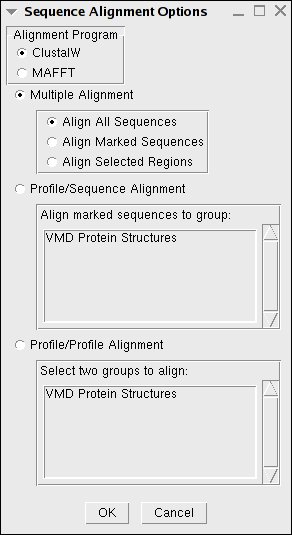 Sequence Alignment Options
Alignment Program
ClustalW
MAFFT
Multiple Alignment
Align All Sequences
Align Marked Sequences
Align Selected Regions
Profile/Sequence Alignment
Align marked sequences to group:
VMD Protein Structures
Profile/Profile Alignment
Select two groups to align:
VMD Protein Structures
OK Cancel